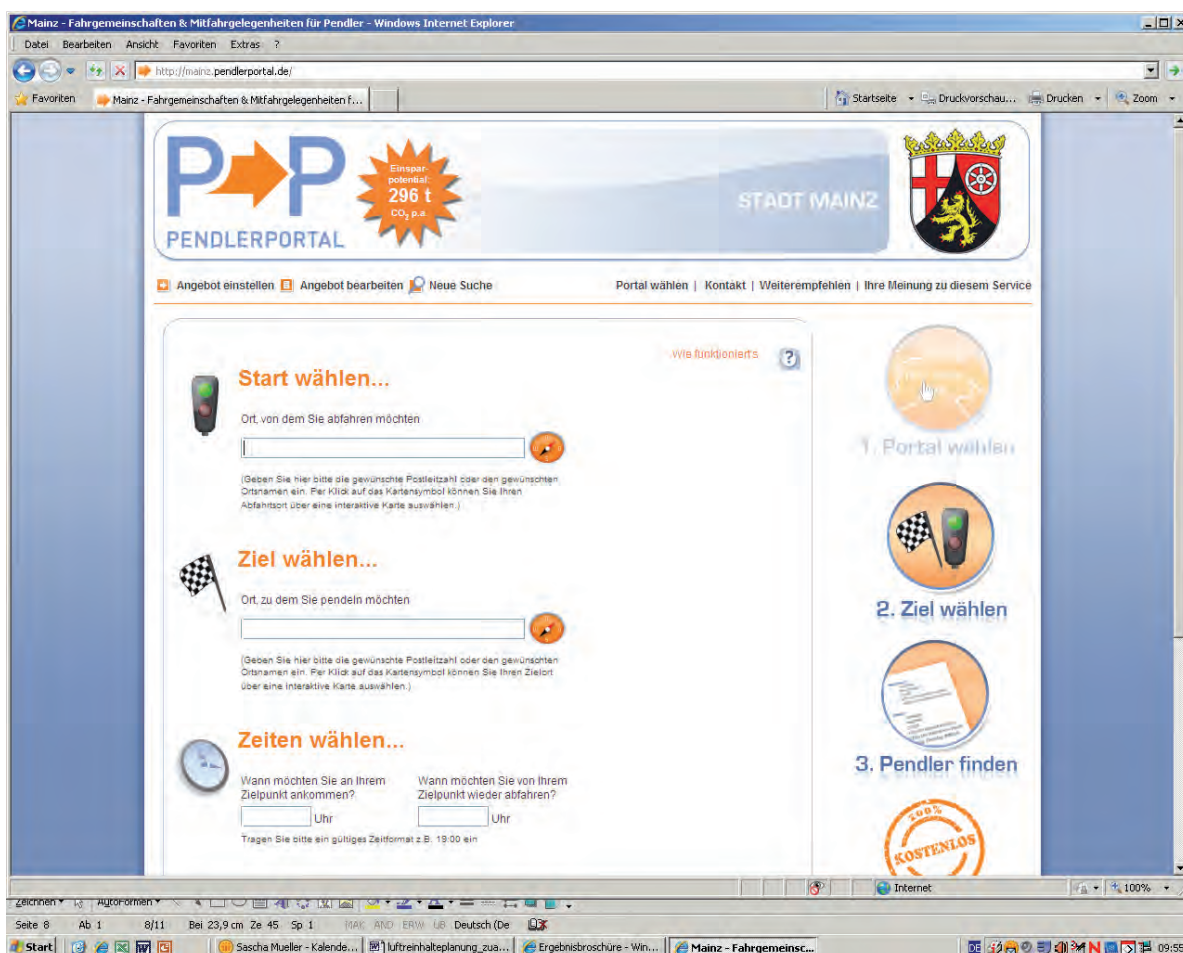 Mainz - Fahrgemeinschaften & Mitfahrgelegenheiten für Pendler - Windows Internet Explorer
Datei Bearbeiten Ansicht Favoriten Extras ?
http://mainz.pendlerportal.de/
Favoriten Mainz - Fahrgemeinschaften & Mitfahrgelegenheiten f... Startseite Druckvorschau... Drucken Zoom
P P
PENDLERPORTAL
Einspar-
potential:
296 t
CO2 p.a.
STADT MAINZ
Angebot einstellen Angebot bearbeiten Neue Suche Portal wählen | Kontakt | Weiterempfehlen | Ihre Meinung zu diesem Service
Wie funktioniert's ?
Start wählen...
Ort, von dem Sie abfahren möchten
(Geben Sie hier bitte die gewünschte Postleitzahl oder den gewünschten
Ortsnamen ein. Per Klick auf das Kartensymbol können Sie Ihren
Abfahrtsort über eine interaktive Karte auswählen.)
Ziel wählen...
Ort, zu dem Sie pendeln möchten
(Geben Sie hier bitte die gewünschte Postleitzahl oder den gewünschten
Ortsnamen ein. Per Klick auf das Kartensymbol können Sie Ihren Zielort
über eine interaktive Karte auswählen.)
Zeiten wählen...
Wann möchten Sie an Ihrem
Zielpunkt ankommen?
Uhr
Wann möchten Sie von Ihrem
Zielpunkt wieder abfahren?
Uhr
Tragen Sie bitte ein gültiges Zeitformat z.B. 19:00 ein
1. Portal wählen
2. Ziel wählen
3. Pendler finden
100%
KOSTENLOS
Internet 100%
Zeichnen AutoFormen
Seite 8 Ab 1 8/11 Bei 23,9 cm Ze 45 Sp 1 MAK ÄND ERW ÜB Deutsch (De
Start Sascha Mueller - Kalende... luftreinhalteplanung_zua... Ergebnisbroschüre - Win... Mainz - Fahrgemeinsc... DE 09:55